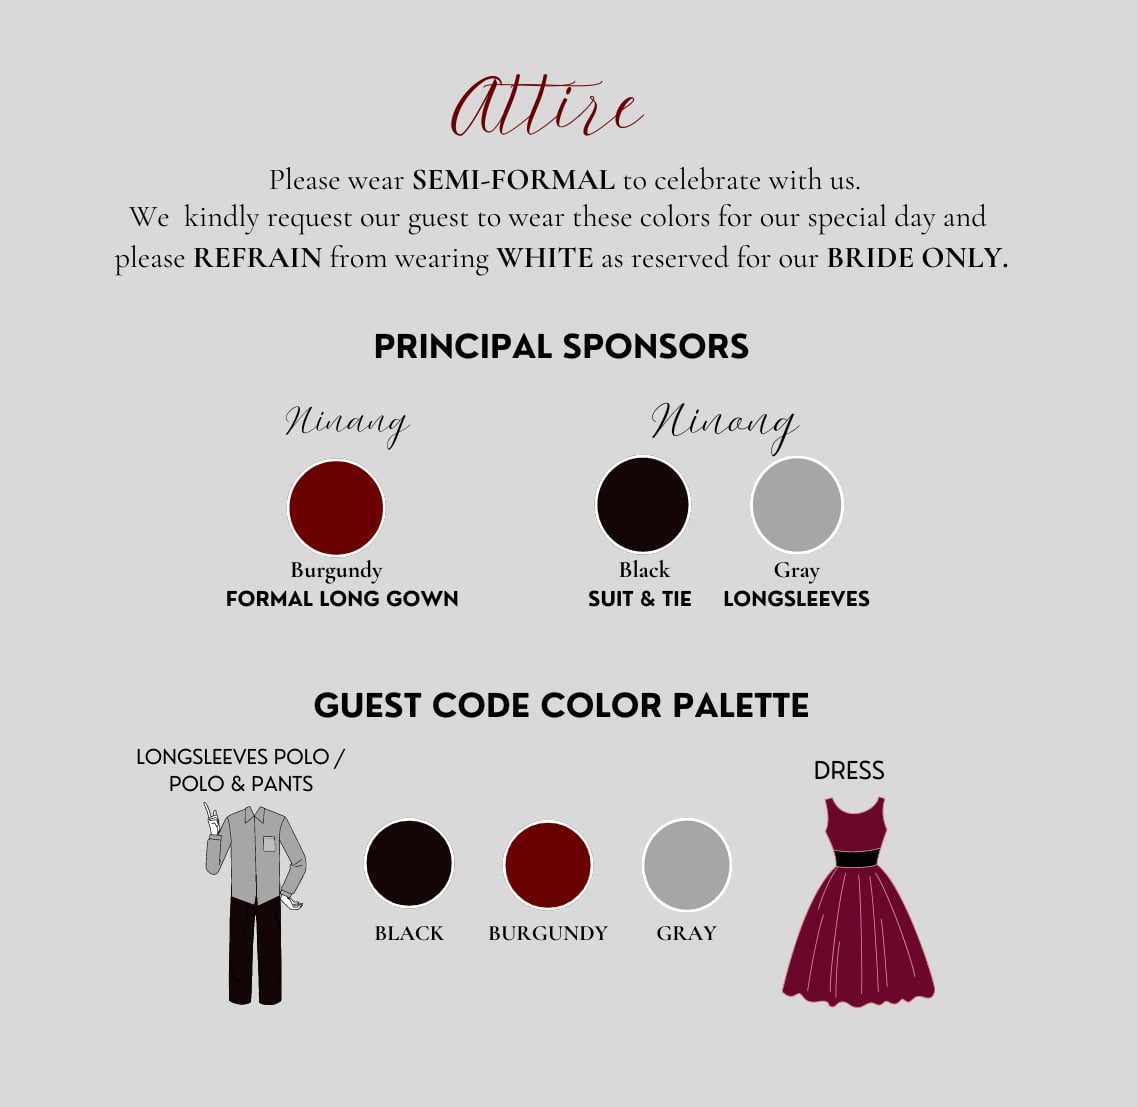 Attire
Please wear SEMI-FORMAL to celebrate with us.
We kindly request our guest to wear these colors for our special day and
please REFRAIN from wearing WHITE as reserved for our BRIDE ONLY.
PRINCIPAL SPONSORS
Ninang
Ninong
Burgundy
FORMAL LONG GOWN
Black
SUIT & TIE
Gray
LONGSLEEVES
GUEST CODE COLOR PALETTE
LONGSLEEVES POLO /
POLO & PANTS
BLACK
BURGUNDY
GRAY
DRESS